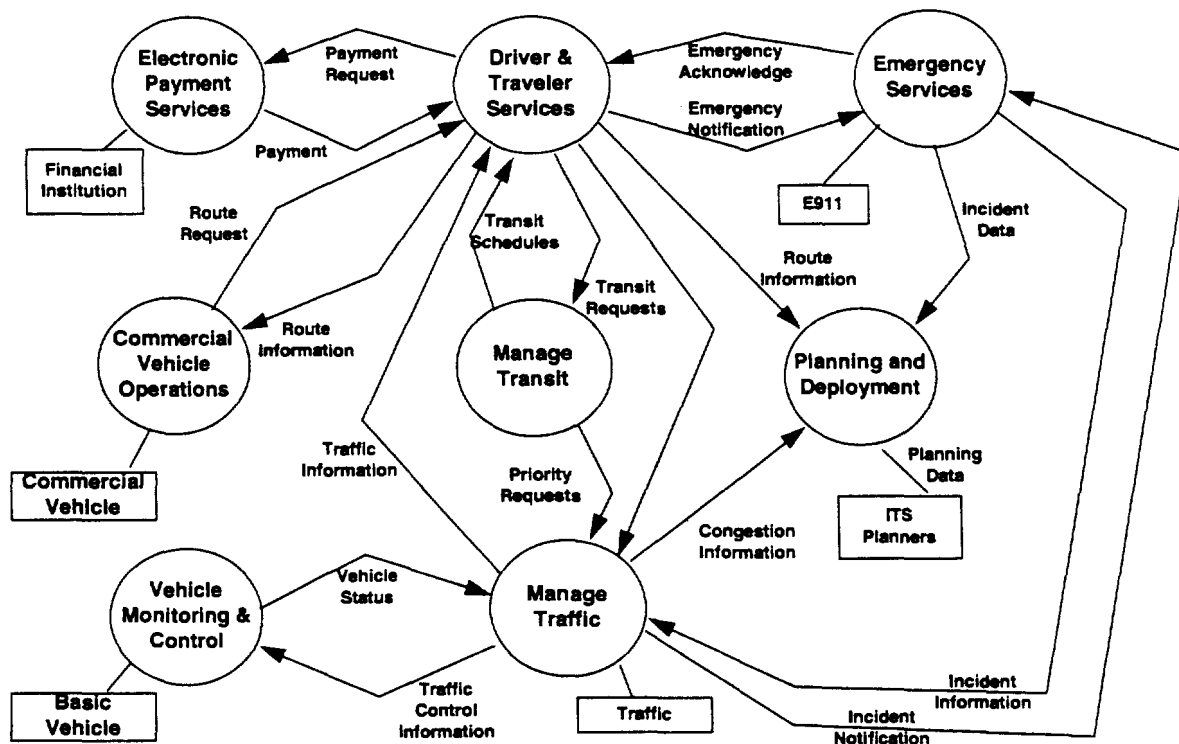 Electronic
Payment
Services
Payment
Request
Driver &
Traveler
Services
Emergency
Acknowledge
Emergency
Services
Emergency
Notification
Payment
Financial
Institution
E911
Incident
Data
Route
Request
Transit
Schedules
Route
Information
Transit
Requests
Commercial
Vehicle
Operations
Route
Information
Manage
Transit
Planning and
Deployment
Traffic
Information
Priority
Requests
Planning
Data
Commercial
Vehicle
ITS
Planners
Congestion
Information
Vehicle
Monitoring &
Control
Vehicle
Status
Manage
Traffic
Basic
Vehicle
Traffic
Control
Information
Traffic
Incident
Information
Incident
Notification